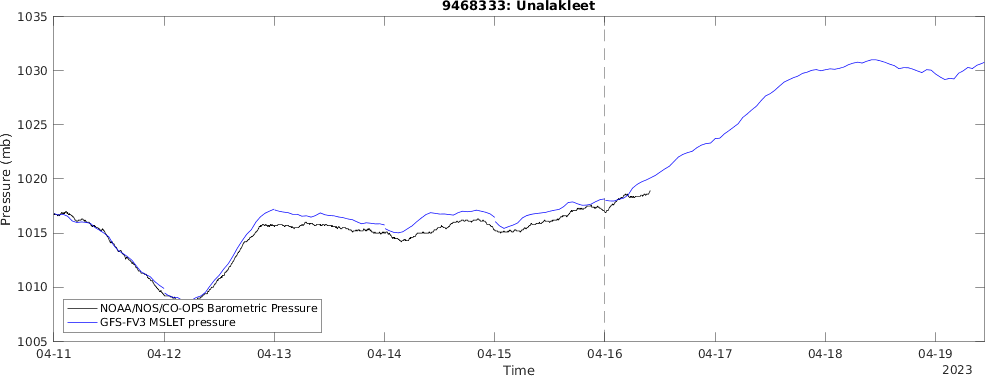 9468333: Unalakleet
1035
1030
1025
1020
1015
1010
1005
Pressure (mb)
NOAA/NOS/CO-OPS Barometric Pressure
GFS-FV3 MSLET pressure
04-11 04-12 04-13 04-14 04-15 04-16 04-17 04-18 04-19
Time
2023